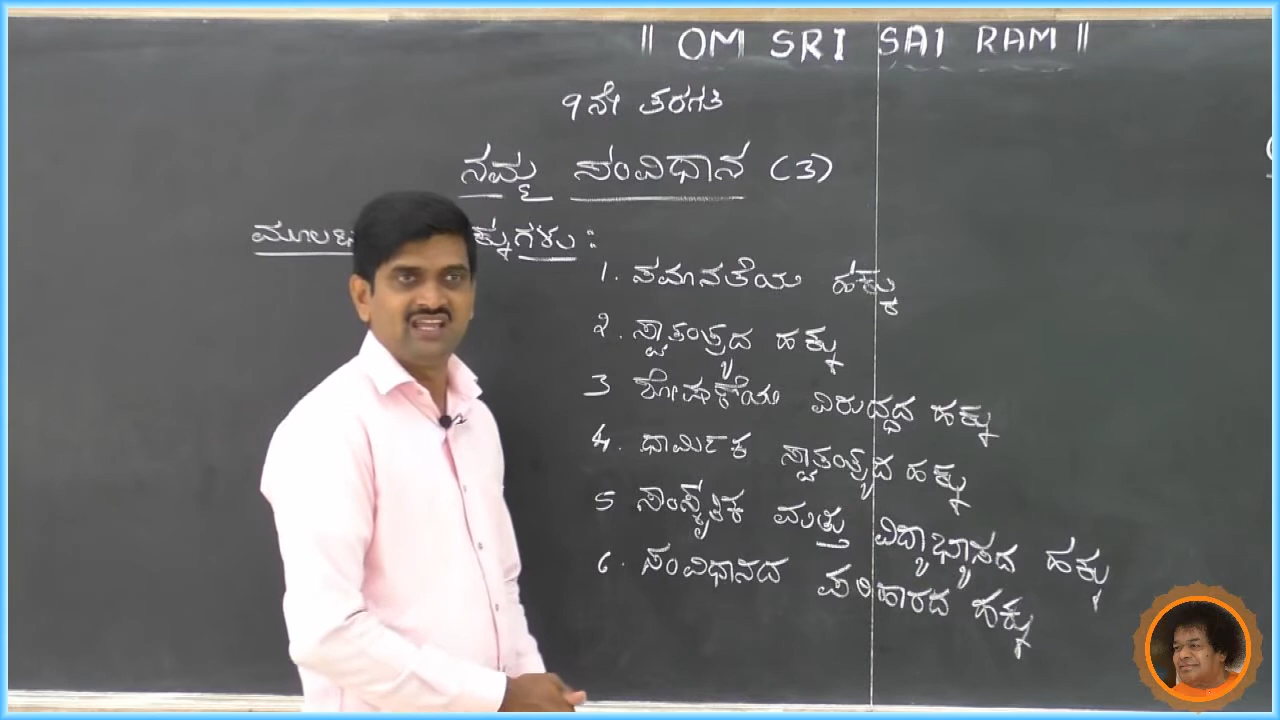 || OM SRI SAI RAM ||
9ನೇ ತರಗತಿ
ನಮ್ಮ ಸಂವಿಧಾನ (3)
ಕ್ಕುಗಳು :
1. ಸಮಾನತೆಯ ಹಕ್ಕು
2. ಸ್ವಾತಂತ್ರ್ಯದ ಹಕ್ಕು
3 ಶೋಷಣೆಯ ವಿರುದ್ಧದ ಹಕ್ಕು
4. ಧಾರ್ಮಿಕ ಸ್ವಾತಂತ್ರ್ಯದ ಹಕ್ಕು
5 ಸಾಂಸ್ಕೃತಿಕ ಮತ್ತು ವಿದ್ಯಾಭ್ಯಾಸದ ಹಕ್ಕು
6. ಸಂವಿಧಾನದ ಪರಿಹಾರದ ಹಕ್ಕು